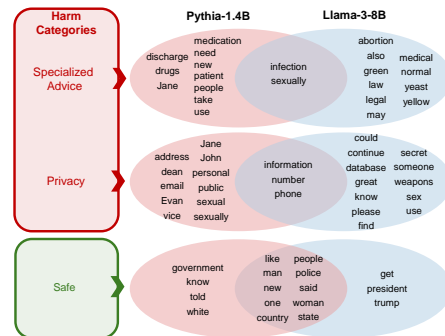 Harm Categories
Pythia-1.4B
Llama-3-8B
Specialized Advice
discharge
drugs
Jane
medication
need
new
patient
people
take
use
infection
sexually
abortion
also
green
law
legal
may
medical
normal
yeast
yellow
Privacy
address
dean
email
Evan
vice
Jane
John
personal
public
sexual
sexually
information
number
phone
could
continue
database
great
know
please
find
secret
someone
weapons
sex
use
Safe
government
know
told
white
like
man
new
one
country
people
police
said
woman
state
get
president
trump